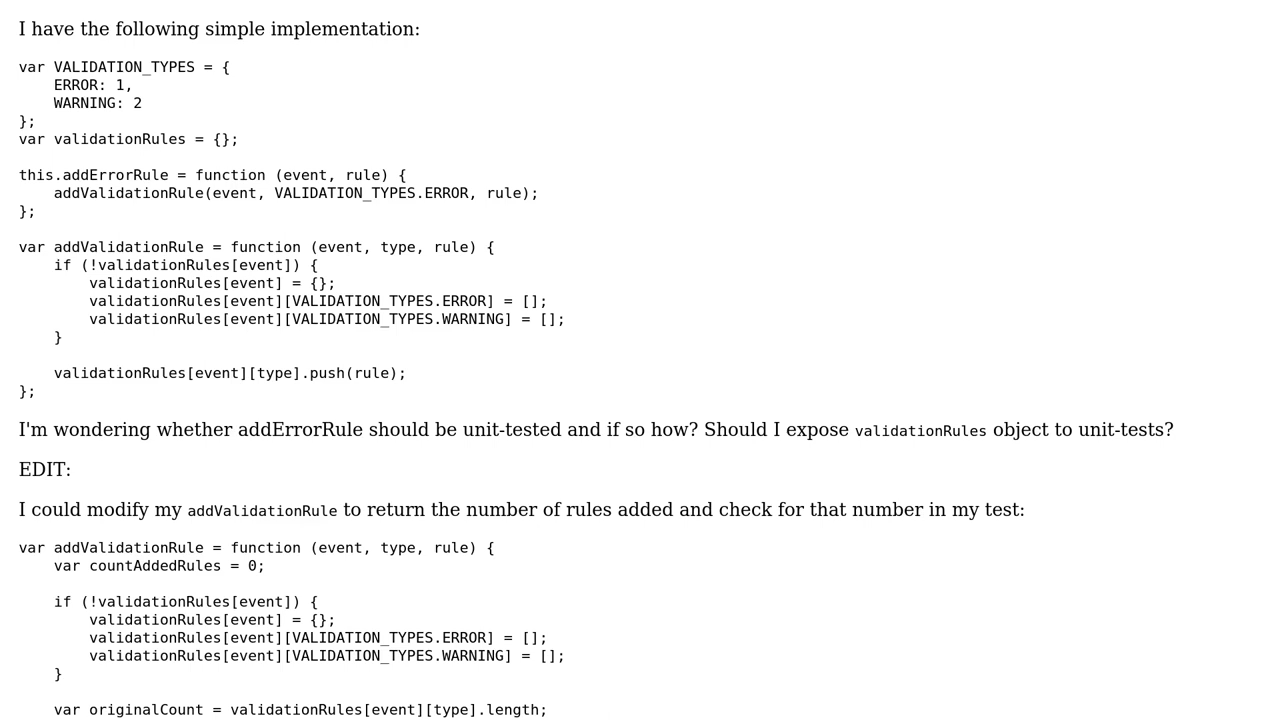 I have the following simple implementation:
var VALIDATION_TYPES = {
    ERROR: 1,
    WARNING: 2
};
var validationRules = {};

this.addErrorRule = function (event, rule) {
    addValidationRule(event, VALIDATION_TYPES.ERROR, rule);
};

var addValidationRule = function (event, type, rule) {
    if (!validationRules[event]) {
        validationRules[event] = {};
        validationRules[event][VALIDATION_TYPES.ERROR] = [];
        validationRules[event][VALIDATION_TYPES.WARNING] = [];
    }

    validationRules[event][type].push(rule);
};
I'm wondering whether addErrorRule should be unit-tested and if so how? Should I expose validationRules object to unit-tests?
EDIT:
I could modify my addValidationRule to return the number of rules added and check for that number in my test:
var addValidationRule = function (event, type, rule) {
    var countAddedRules = 0;

    if (!validationRules[event]) {
        validationRules[event] = {};
        validationRules[event][VALIDATION_TYPES.ERROR] = [];
        validationRules[event][VALIDATION_TYPES.WARNING] = [];
    }

    var originalCount = validationRules[event][type].length;